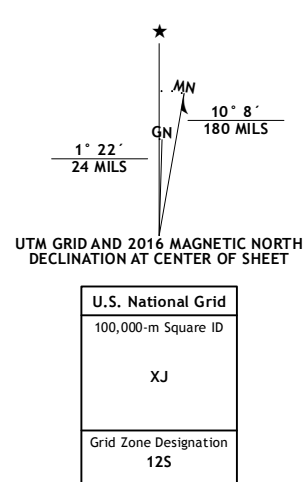 ★
MN
GN
10° 8´
180 MILS
1° 22´
24 MILS
UTM GRID AND 2016 MAGNETIC NORTH
DECLINATION AT CENTER OF SHEET
U.S. National Grid
100,000-m Square ID
XJ
Grid Zone Designation
12S